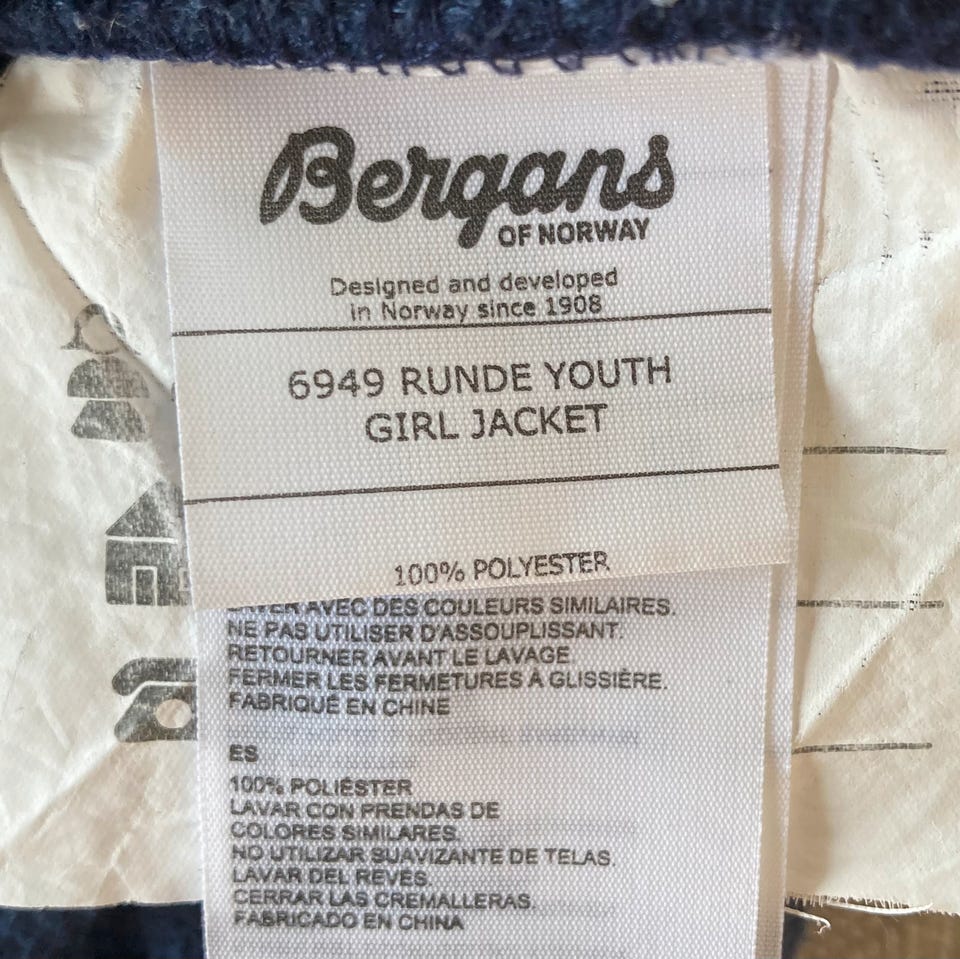 Bergans
OF NORWAY
Designed and developed
in Norway since 1908
6949 RUNDE YOUTH
GIRL JACKET
100% POLYESTER
LAVER AVEC DES COULEURS SIMILAIRES.
NE PAS UTILISER D'ASSOUPLISSANT.
RETOURNER AVANT LE LAVAGE.
FERMER LES FERMETURES A GLISSIÈRE.
FABRIQUÉ EN CHINE
ES
100% POLIÉSTER
LAVAR CON PRENDAS DE
COLORES SIMILARES.
NO UTILIZAR SUAVIZANTE DE TELAS.
LAVAR DEL REVÉS.
CERRAR LAS CREMALLERAS.
FABRICADO EN CHINA